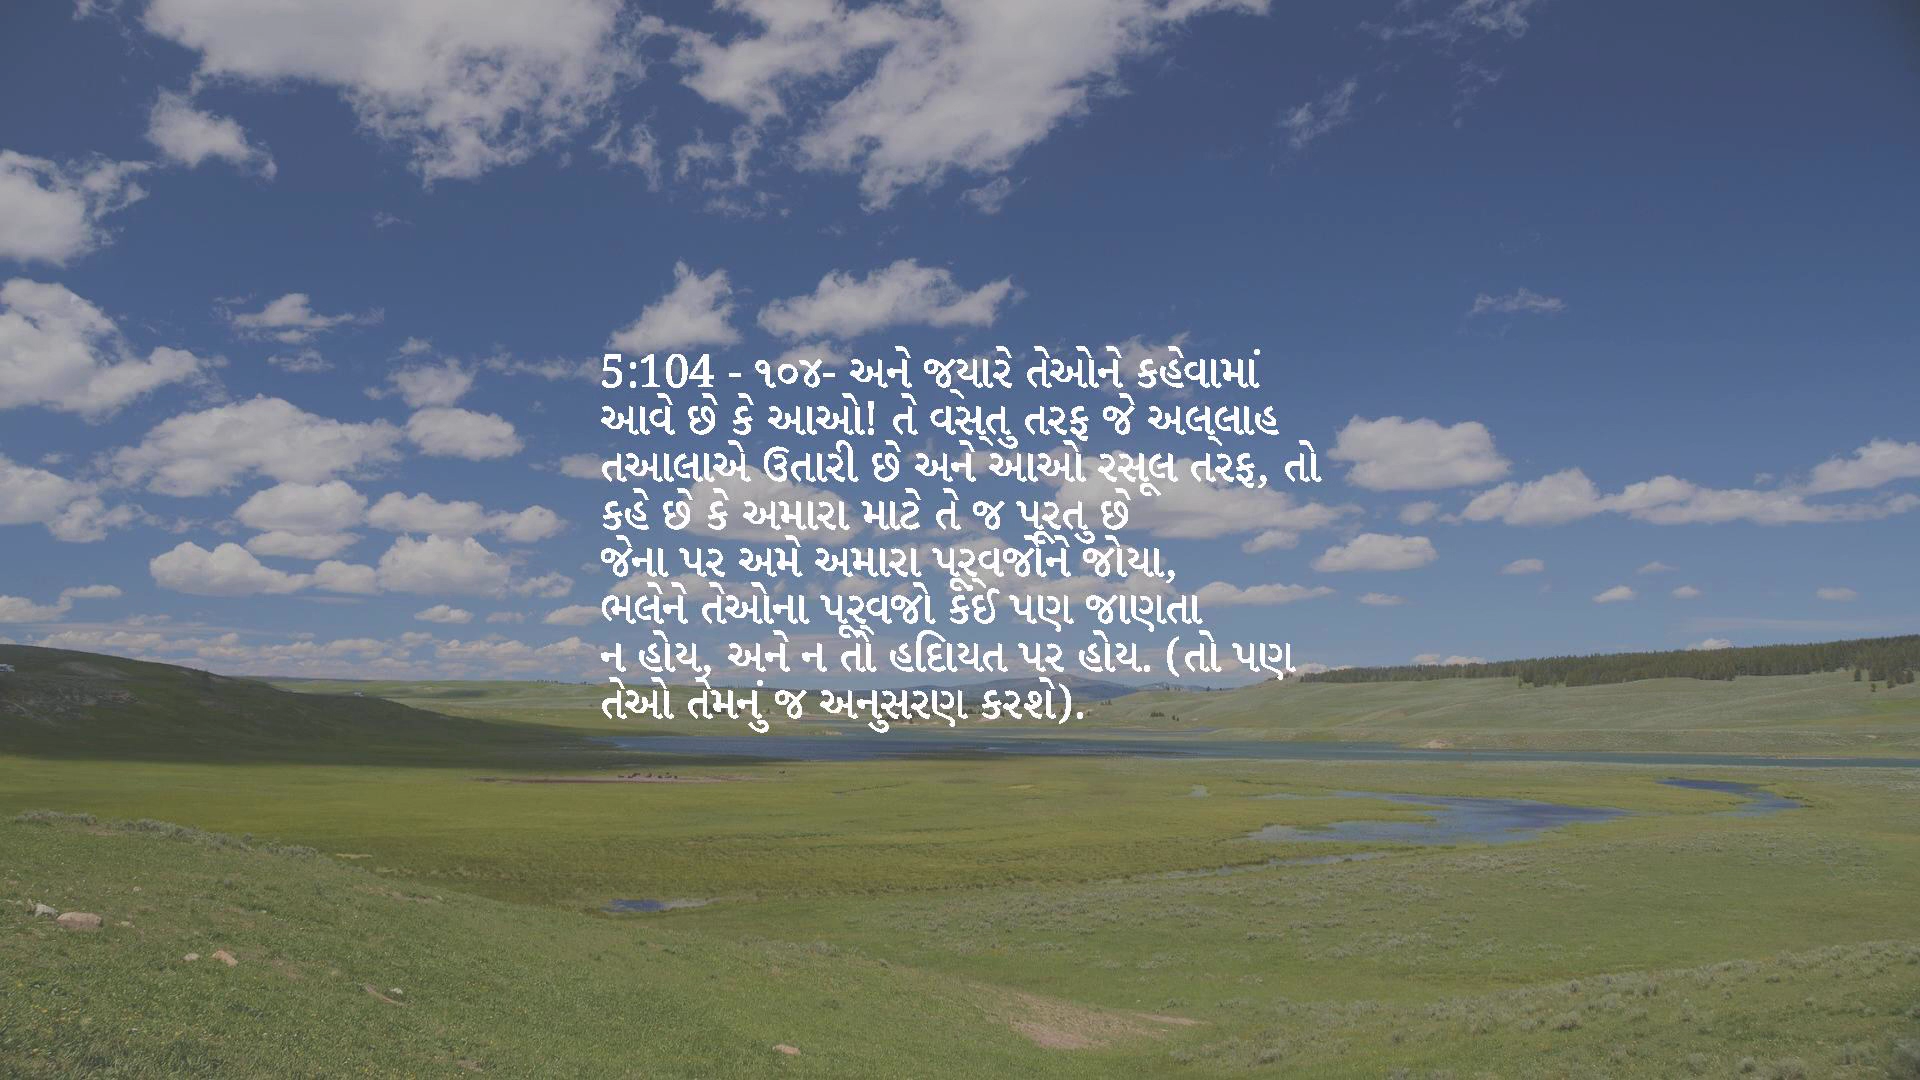 5:104 - ૧૦૪- અને જ્યારે તેઓને કહેવામાં
આવે છે કે આઓ! તે વસ્તુ તરફ જે અલ્લાહ
તઆલાએ ઉતારી છે અને આઓ રસૂલ તરફ, તો
કહે છે કે અમારા માટે તે જ પૂરતુ છે
જેના પર અમે અમારા પૂર્વજોને જોયા,
ભલેને તેઓના પૂર્વજો કંઈ પણ જાણતા
ન હોય, અને ન તો હિદાયત પર હોય. (તો પણ
તેઓ તેમનું જ અનુસરણ કરશે).